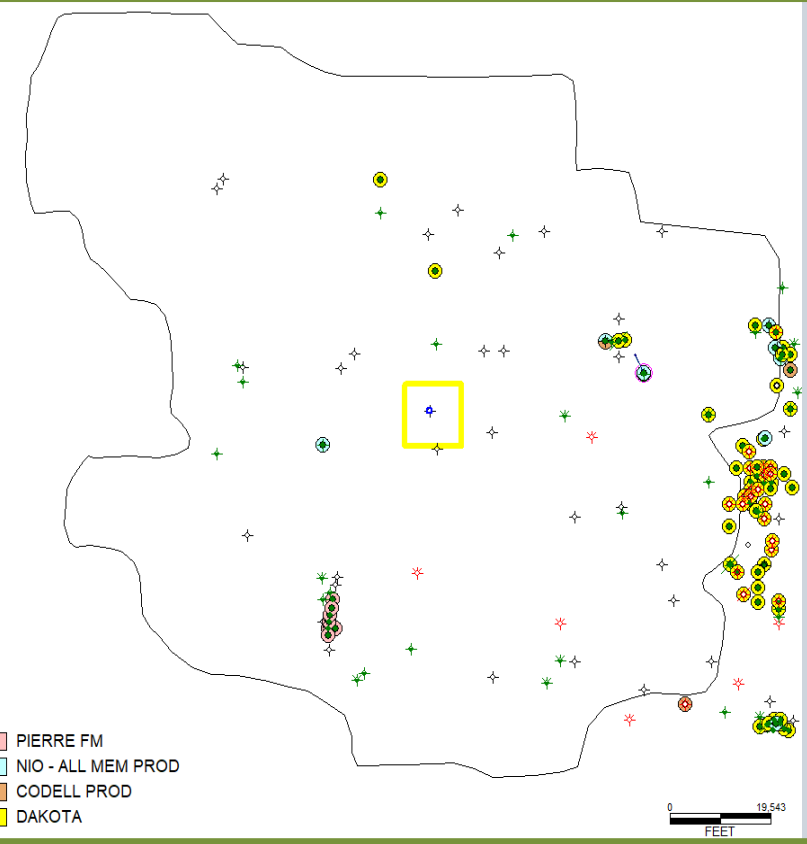 PIERRE FM
NIO - ALL MEM PROD
CODELL PROD
DAKOTA
0 19,543
FEET